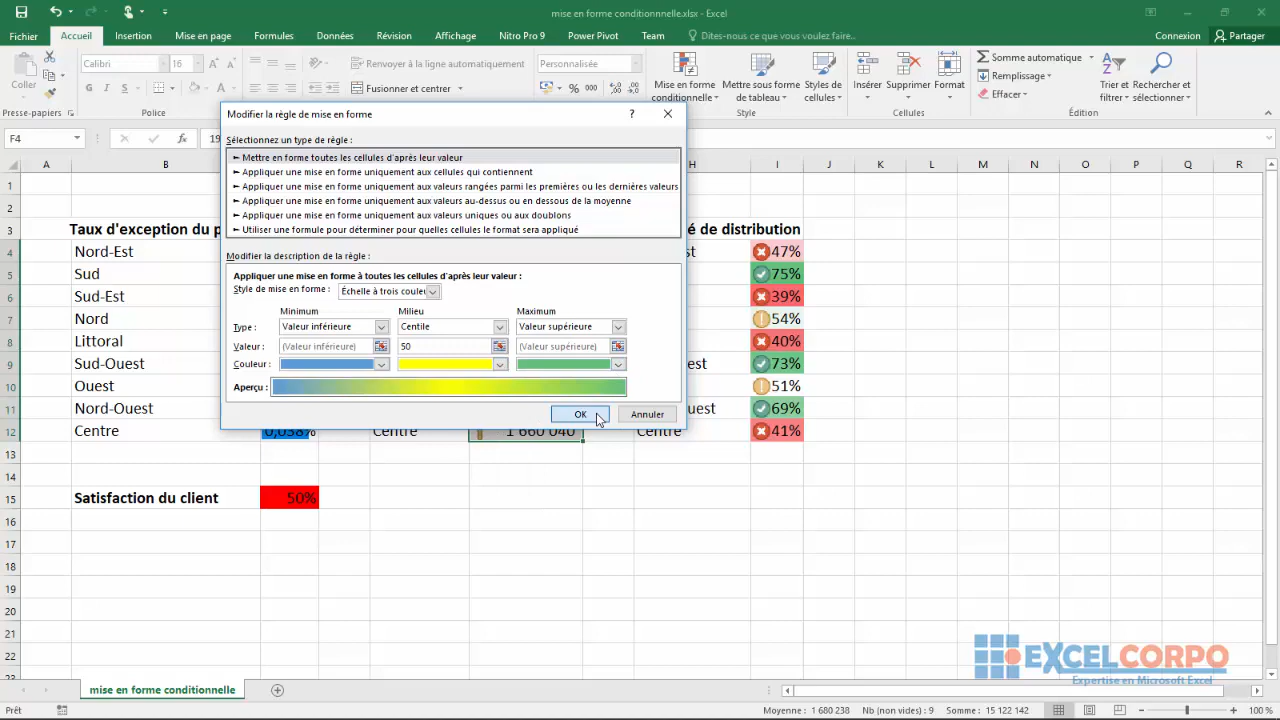 mise en forme conditionnnelle.xlsx - Excel
Fichier Accueil Insertion Mise en page Formules Données Révision Affichage Nitro Pro 9 Power Pivot Team Dites-nous ce que vous voulez faire.. Connexion Partager
Coller
Calibri 16
Renvoyer à la ligne automatiquement
Personnalisée
Mise en forme conditionnelle
Mettre sous forme de tableau
Styles de cellules
Insérer Supprimer Format
Somme automatique
Remplissage
Effacer
Trier et filtrer
Rechercher et sélectionner
G I S
Fusionner et centrer
% 000
Presse-papiers Police Style Cellules Édition
F4 fx 19
A B H I J K L M N O P Q R
Modifier la règle de mise en forme ?
Sélectionnez un type de règle :
► Mettre en forme toutes les cellules d'après leur valeur
► Appliquer une mise en forme uniquement aux cellules qui contiennent
► Appliquer une mise en forme uniquement aux valeurs rangées parmi les premières ou les dernières valeurs
► Appliquer une mise en forme uniquement aux valeurs au-dessus ou en dessous de la moyenne
► Appliquer une mise en forme uniquement aux valeurs uniques ou aux doublons
► Utiliser une formule pour déterminer pour quelles cellules le format sera appliqué
Modifier la description de la règle :
Appliquer une mise en forme à toutes les cellules d'après leur valeur :
Style de mise en forme : Échelle à trois couleu
Minimum Milieu Maximum
Type : Valeur inférieure Centile Valeur supérieure
Valeur : (Valeur inférieure) 50 (Valeur supérieure)
Couleur :
Aperçu :
OK Annuler
1
2
3 Taux d'exception du p é de distribution
4 Nord-Est st 47%
5 Sud 75%
6 Sud-Est 39%
7 Nord 54%
8 Littoral 40%
9 Sud-Ouest 73%
10 Ouest 51%
11 Nord-Ouest uest 69%
12 Centre 0,038% Centre 1 660 040 Centre 41%
13
14
15 Satisfaction du client 50%
16
17
18
19
20
21
22
EXCELCORPO
Expertise en Microsoft Excel
mise en forme conditionnelle
Prêt Moyenne : 1 680 238 Nb (non vides) : 9 Somme : 15 122 142 100 %